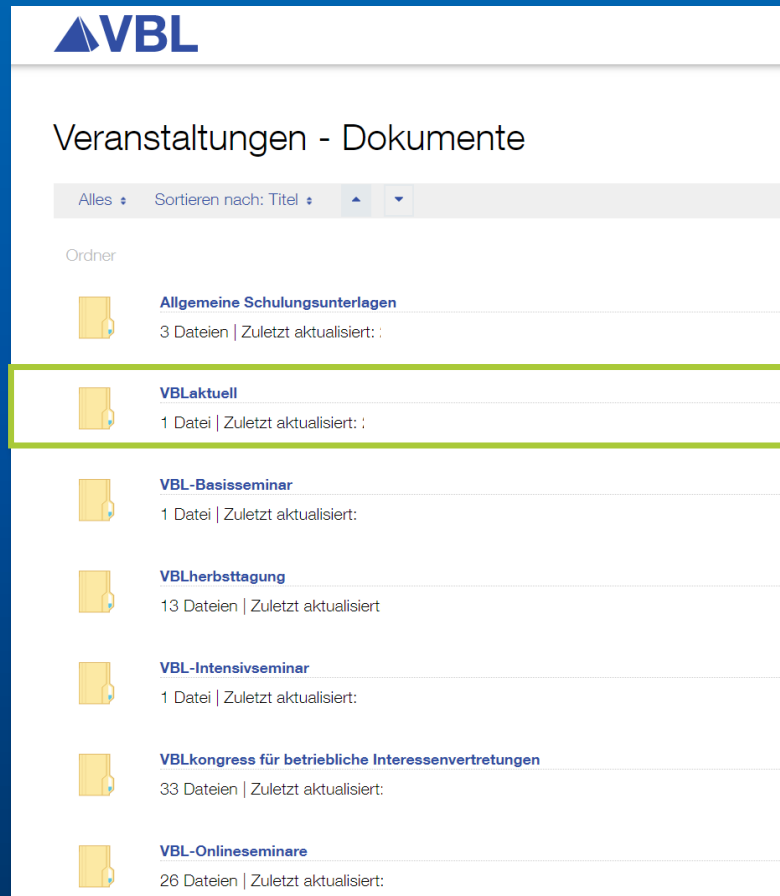 VBL
Veranstaltungen - Dokumente
Alles Sortieren nach: Titel
Ordner
Allgemeine Schulungsunterlagen
3 Dateien | Zuletzt aktualisiert:
VBLaktuell
1 Datei | Zuletzt aktualisiert:
VBL-Basisseminar
1 Datei | Zuletzt aktualisiert:
VBLherbsttagung
13 Dateien | Zuletzt aktualisiert
VBL-Intensivseminar
1 Datei | Zuletzt aktualisiert:
VBLkongress für betriebliche Interessenvertretungen
33 Dateien | Zuletzt aktualisiert:
VBL-Onlineseminare
26 Dateien | Zuletzt aktualisiert: